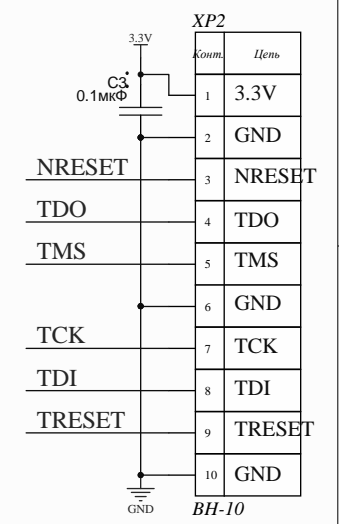 XP2
3.3V
Конт. Цепь
C3
0.1мкФ
1 3.3V
2 GND
NRESET 3 NRESET
TDO 4 TDO
TMS 5 TMS
6 GND
TCK 7 TCK
TDI 8 TDI
TRESET 9 TRESET
10 GND
GND BH-10